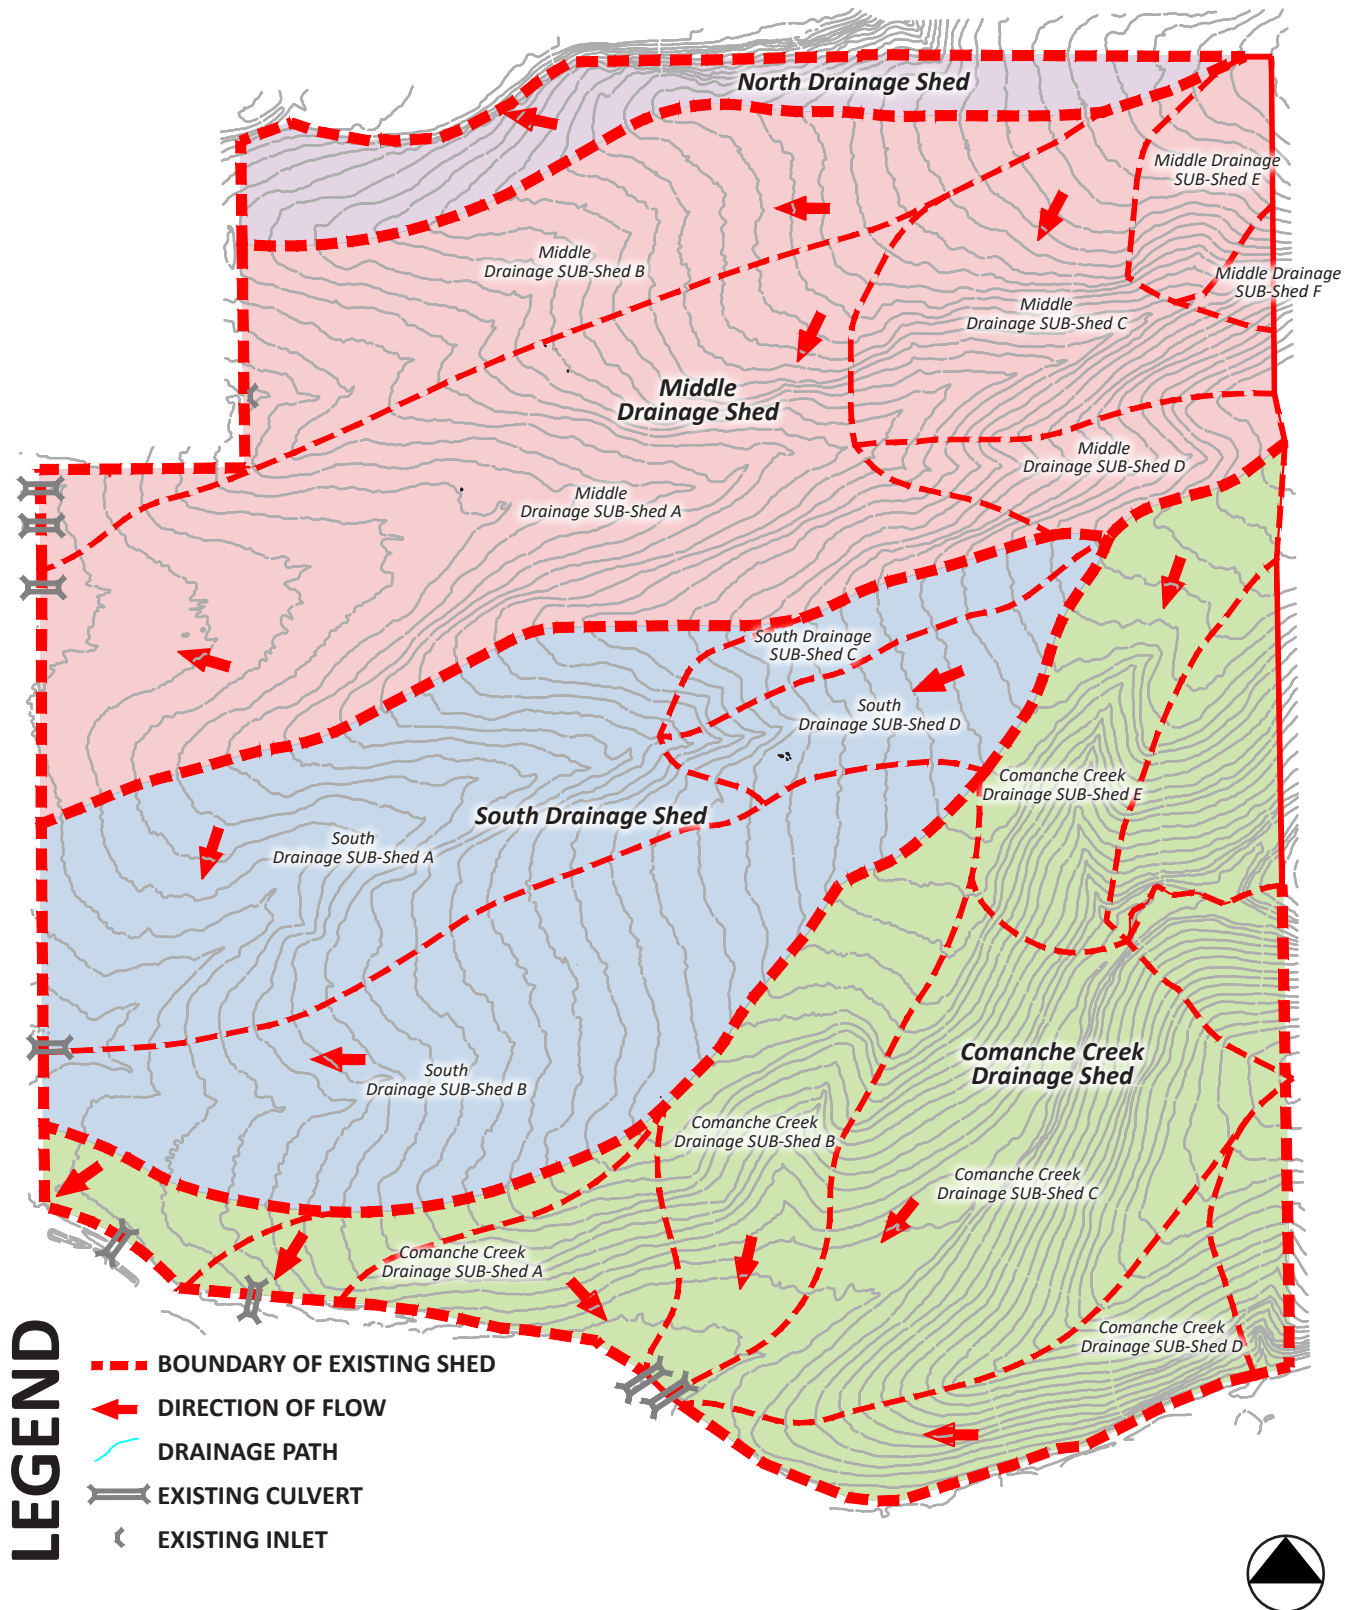 North Drainage Shed
Middle Drainage
SUB-Shed E
Middle
Drainage SUB-Shed B
Middle Drainage
SUB-Shed F
Middle
Drainage SUB-Shed C
Middle
Drainage Shed
Middle
Drainage SUB-Shed D
Middle
Drainage SUB-Shed A
South Drainage
SUB-Shed C
South
Drainage SUB-Shed D
Comanche Creek
Drainage SUB-Shed E
South Drainage Shed
South
Drainage SUB-Shed A
Comanche Creek
Drainage Shed
South
Drainage SUB-Shed B
Comanche Creek
Drainage SUB-Shed B
Comanche Creek
Drainage SUB-Shed C
Comanche Creek
Drainage SUB-Shed A
Comanche Creek
Drainage SUB-Shed D
LEGEND
BOUNDARY OF EXISTING SHED
DIRECTION OF FLOW
DRAINAGE PATH
EXISTING CULVERT
EXISTING INLET